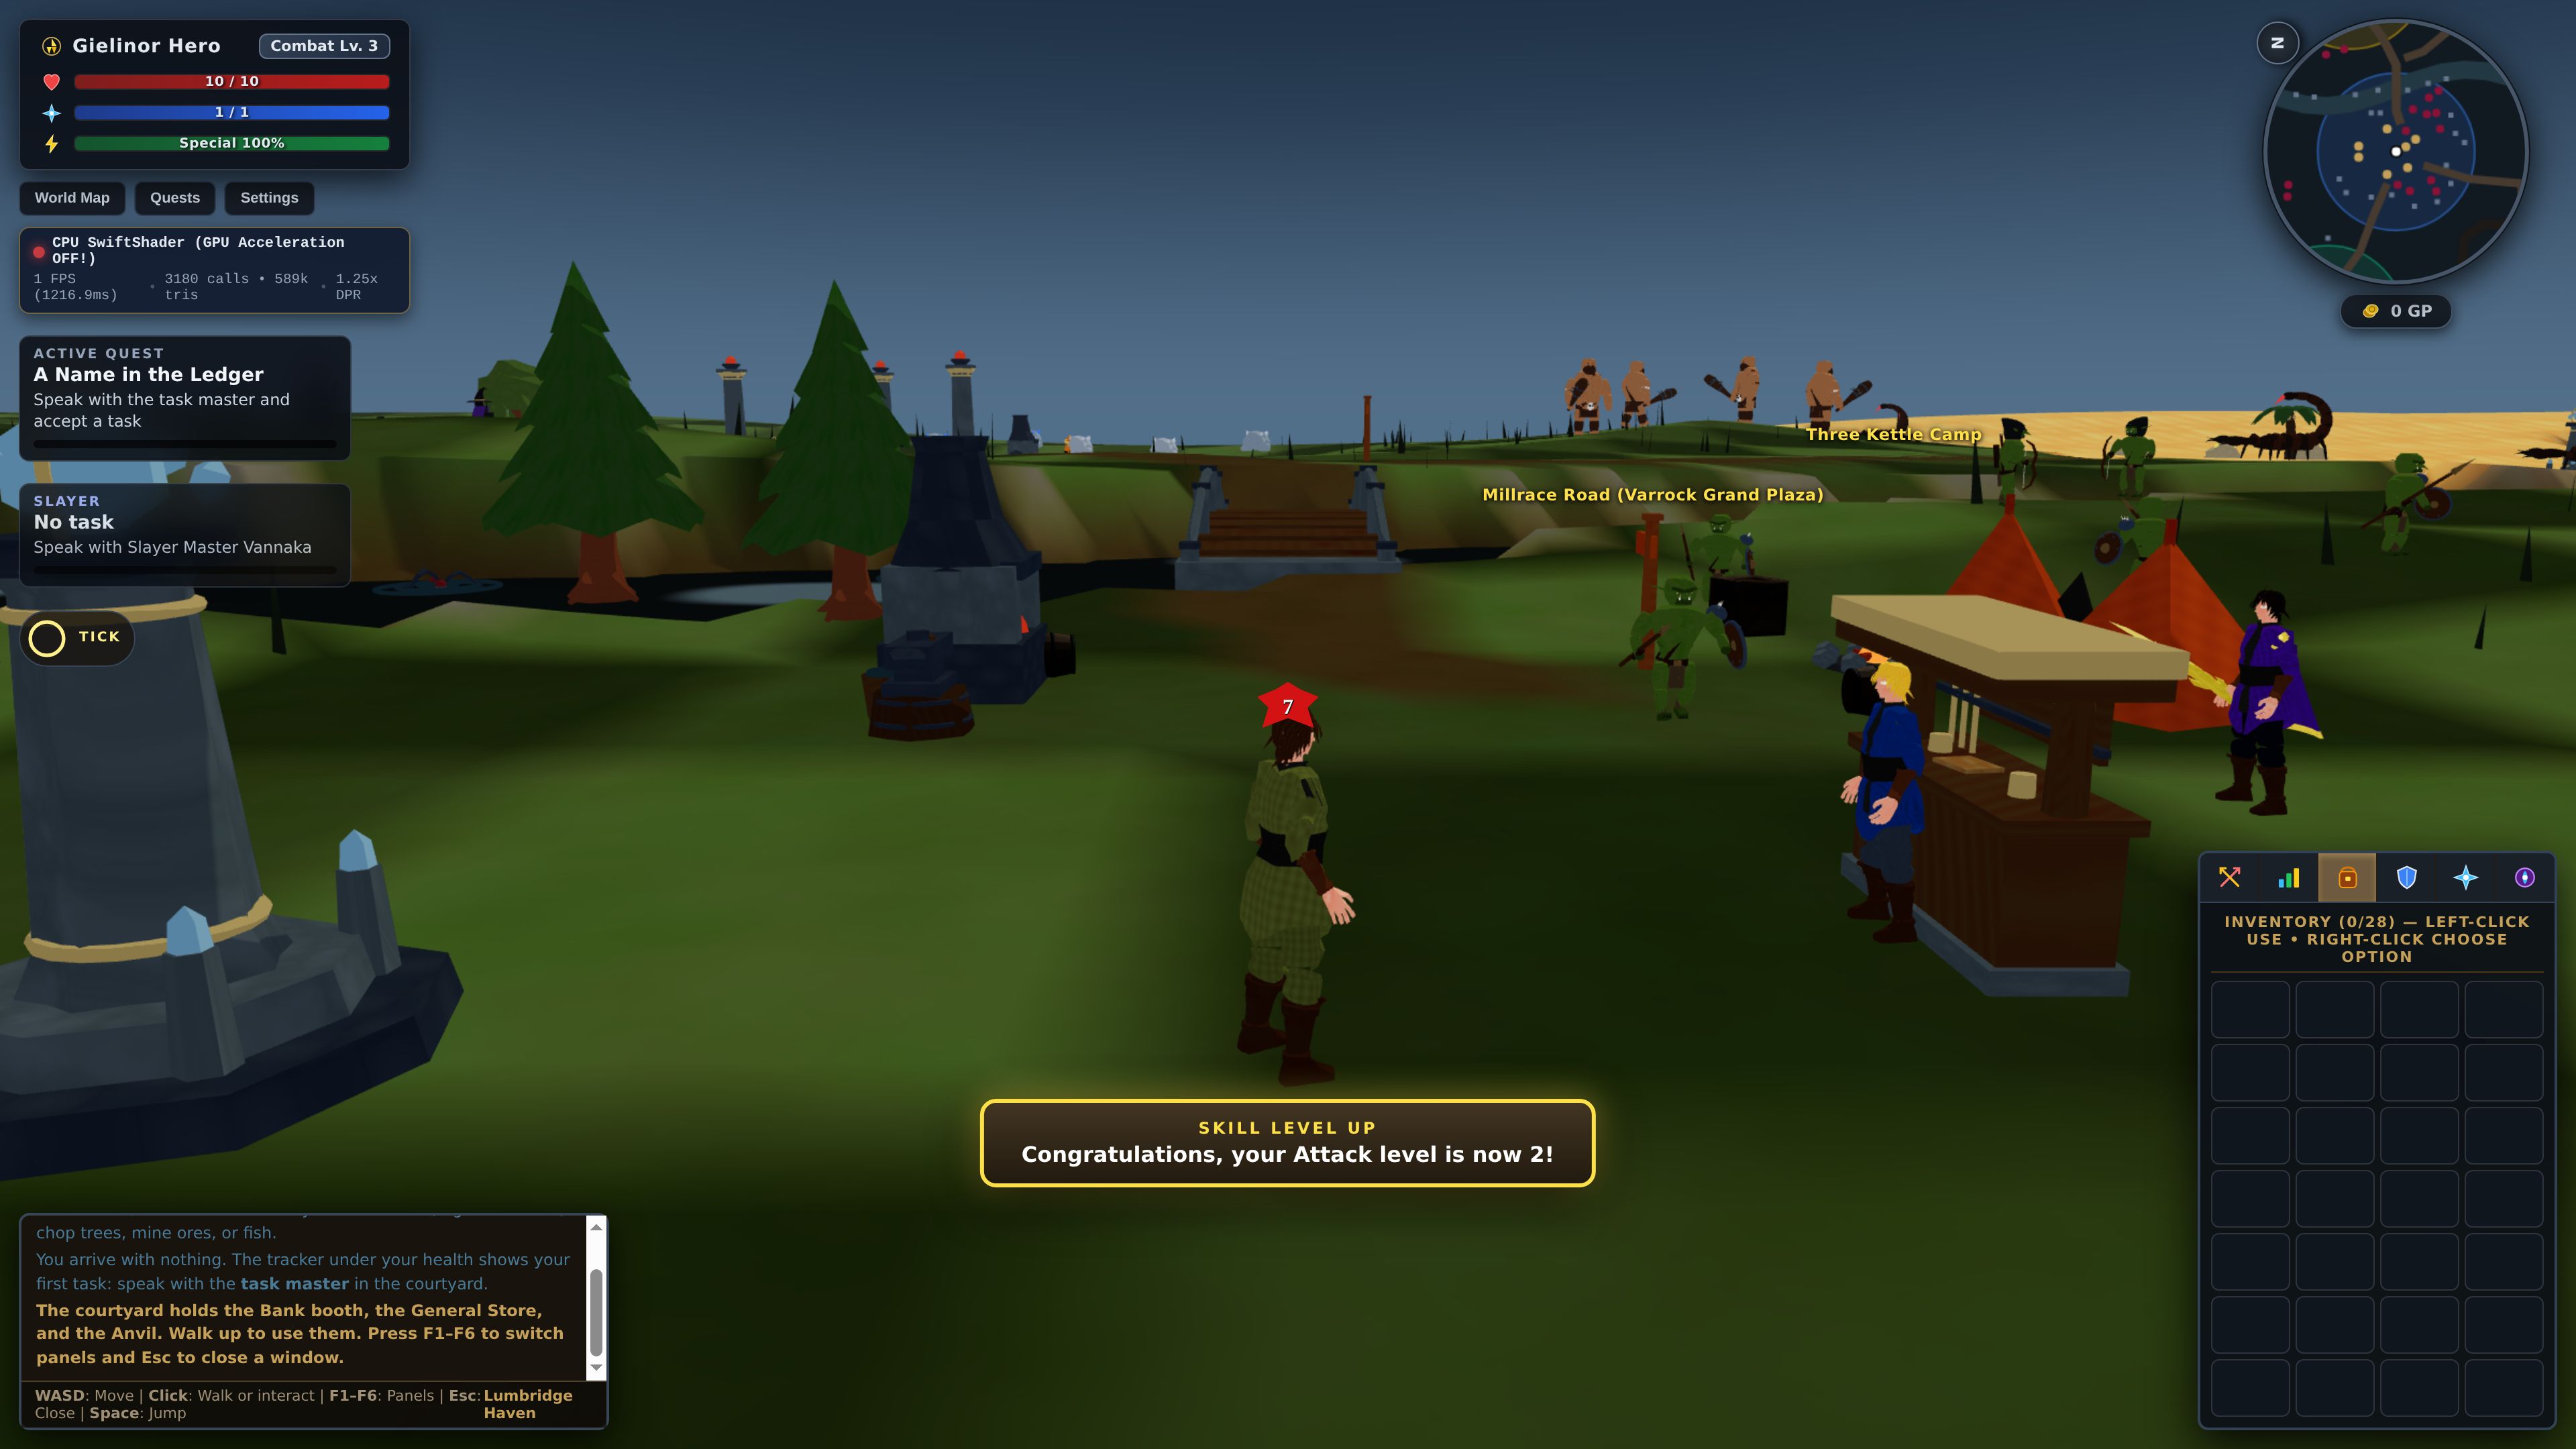 Gielinor Hero
Combat Lv. 3
10 / 10
1 / 1
Special 100%
World Map
Quests
Settings
CPU SwiftShader (GPU Acceleration
OFF!)
1 FPS • 3180 calls • 589k • 1.25x
(1216.9ms) tris DPR
ACTIVE QUEST
A Name in the Ledger
Speak with the task master and
accept a task
SLAYER
No task
Speak with Slayer Master Vannaka
TICK
N
0 GP
Three Kettle Camp
Millrace Road (Varrock Grand Plaza)
7
SKILL LEVEL UP
Congratulations, your Attack level is now 2!
INVENTORY (0/28) — LEFT-CLICK
USE • RIGHT-CLICK CHOOSE
OPTION
chop trees, mine ores, or fish.
You arrive with nothing. The tracker under your health shows your
first task: speak with the task master in the courtyard.
The courtyard holds the Bank booth, the General Store,
and the Anvil. Walk up to use them. Press F1–F6 to switch
panels and Esc to close a window.
WASD: Move | Click: Walk or interact | F1–F6: Panels | Esc:
Close | Space: Jump
Lumbridge
Haven